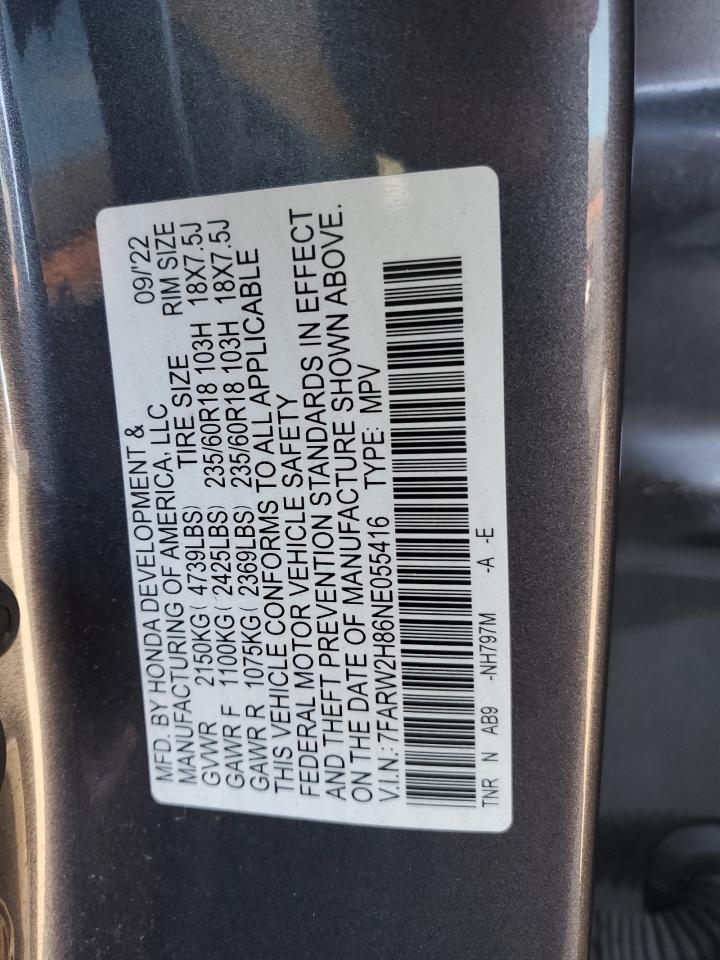 MFD. BY HONDA DEVELOPMENT & 09/'22
MANUFACTURING OF AMERICA, LLC
TIRE SIZE RIM SIZE
GVWR 2150KG( 4739LBS)
GAWR F 1100KG( 2425LBS) 235/60R18 103H 18X7.5J
GAWR R 1075KG( 2369LBS) 235/60R18 103H 18X7.5J
THIS VEHICLE CONFORMS TO ALL APPLICABLE
FEDERAL MOTOR VEHICLE SAFETY
AND THEFT PREVENTION STANDARDS IN EFFECT
ON THE DATE OF MANUFACTURE SHOWN ABOVE.
V.I.N.: 7FARW2H86NE055416 TYPE: MPV
TNR N AB9 -NH797M -A -E